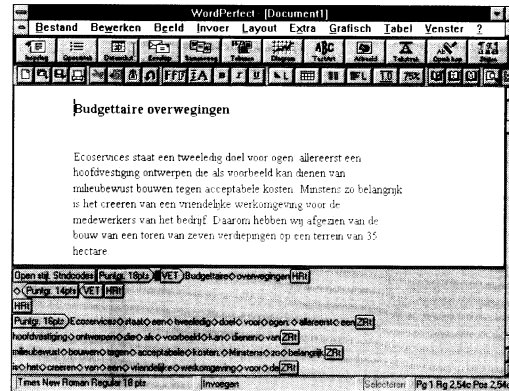 WordPerfect - [Document1]
Bestand Bewerken Beeld Invoer Layout Extra Grafisch Tabel Venster ?
Budgettaire overwegingen
Ecoservices staat een tweeledig doel voor ogen: allereerst een
hoofdvestiging ontwerpen die als voorbeeld kan dienen van
milieubewust bouwen tegen acceptabele kosten. Minstens zo belangrijk
is het creeren van een vriendelijke werkomgeving voor de
medewerkers van het bedrijf. Daarom hebben wij afgezien van de
bouw van een toren van zeven verdiepingen op een terrein van 35
hectare
Open stijl: Stndcodes Puntgr. 18pts VET Budgettaire◇overwegingen HRt
◇ Puntgr. 14pts VET HRt
HRt
Puntgr. 18pts Ecoservices◇staat◇een◇tweeledig◇doel◇voor◇ogen:◇allereerst◇een ZRt
hoofdvestiging◇ontwerpen◇die◇als◇voorbeeld◇kan◇dienen◇van ZRt
milieubewust◇bouwen◇tegen◇acceptabele◇kosten.◇Minstens◇zo◇belangrijk ZRt
is◇het◇creeren◇van◇een◇vriendelijke◇werkomgeving◇voor◇de ZRt
Times New Roman Regular 18 pts Invoegen Selecteren Pg 1 Rg 2,54c Pos 2,54